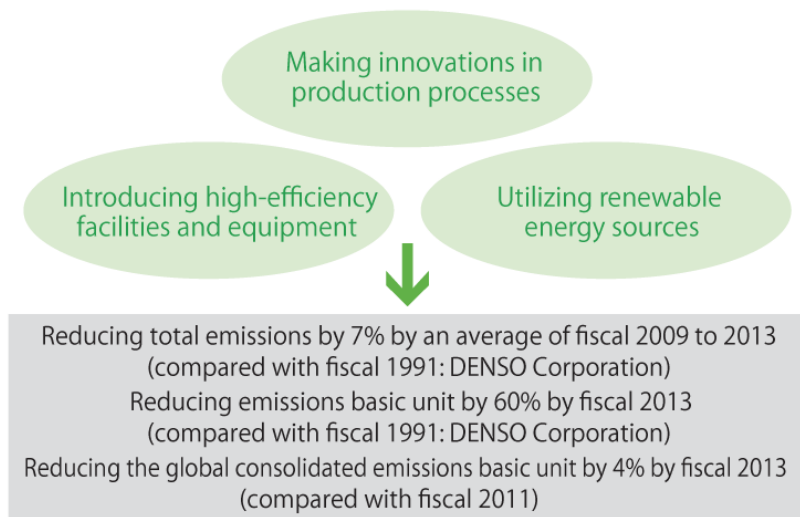 Making innovations in
production processes
Introducing high-efficiency
facilities and equipment
Utilizing renewable
energy sources
Reducing total emissions by 7% by an average of fiscal 2009 to 2013
(compared with fiscal 1991: DENSO Corporation)
Reducing emissions basic unit by 60% by fiscal 2013
(compared with fiscal 1991: DENSO Corporation)
Reducing the global consolidated emissions basic unit by 4% by fiscal 2013
(compared with fiscal 2011)